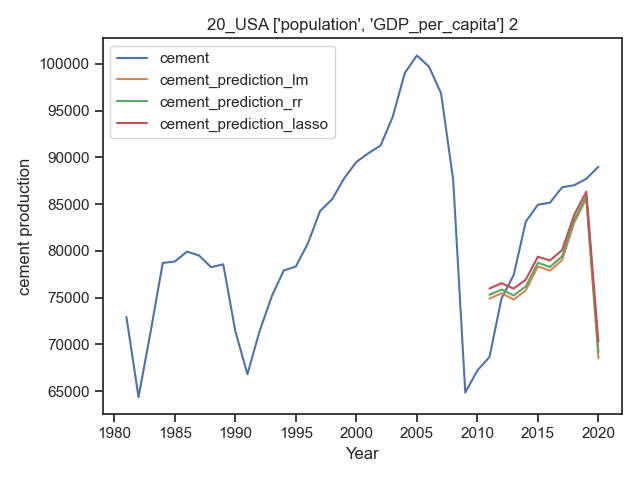 20_USA ['population', 'GDP_per_capita'] 2
cement
cement_prediction_lm
cement_prediction_rr
cement_prediction_lasso
100000
95000
90000
85000
80000
75000
70000
65000
cement production
1980 1985 1990 1995 2000 2005 2010 2015 2020
Year